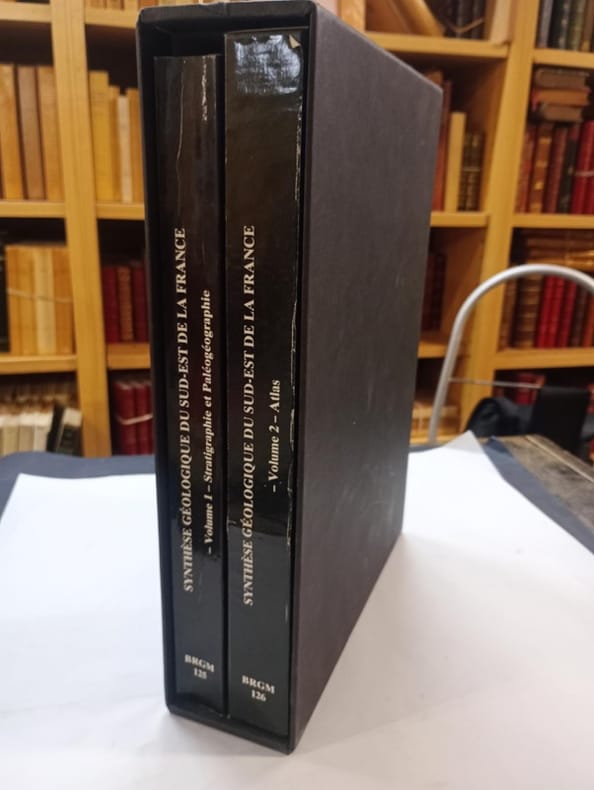 SYNTHÈSE GÉOLOGIQUE DU SUD-EST DE LA FRANCE
– Volume 1 – Stratigraphie et Paléogéographie
BRGM
125
SYNTHÈSE GÉOLOGIQUE DU SUD-EST DE LA FRANCE
– Volume 2 – Atlas
BRGM
126